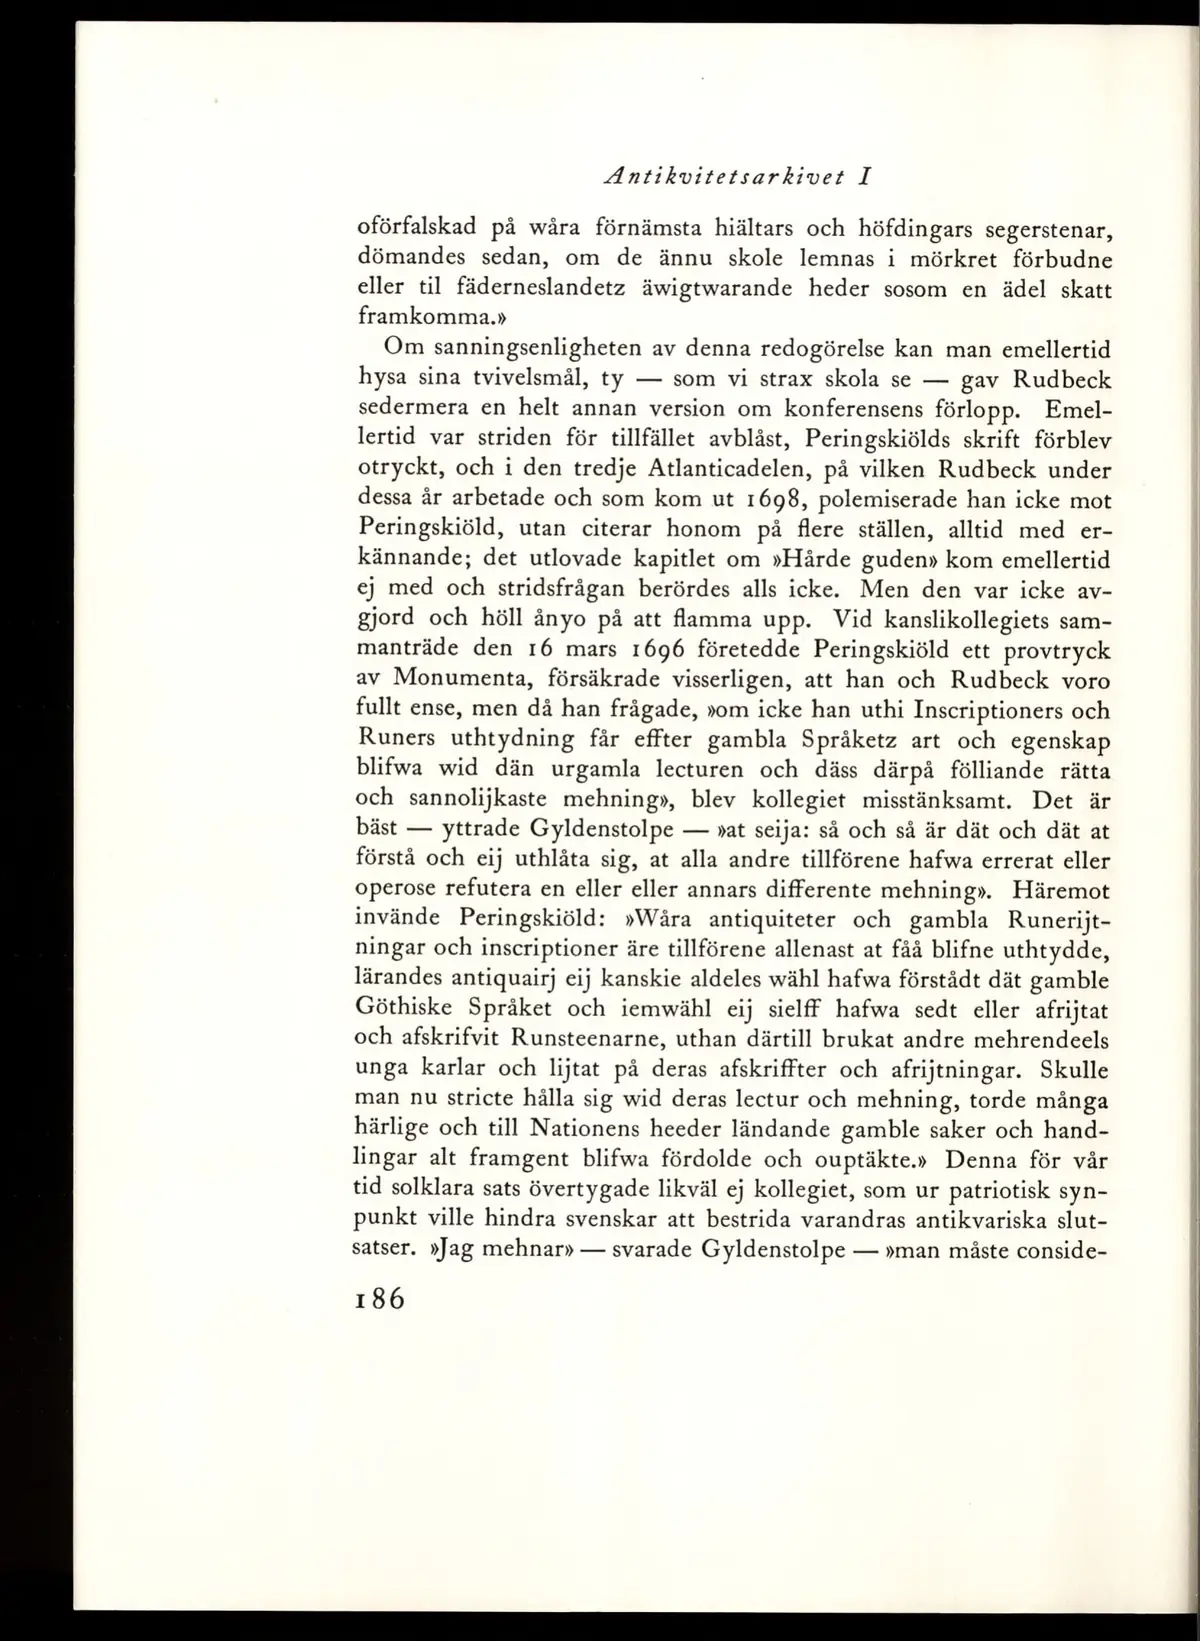 Antikvitetsarkivet I
oförfalskad på wåra förnämsta hiältars och höfdingars segerstenar,
dömandes sedan, om de ännu skole lemnas i mörkret förbudne
eller til fäderneslandetz äwigtwarande heder sosom en ädel skatt
framkomma.»
Om sanningsenligheten av denna redogörelse kan man emellertid
hysa sina tvivelsmål, ty — som vi strax skola se — gav Rudbeck
sedermera en helt annan version om konferensens förlopp. Emel-
lertid var striden för tillfället avblåst, Peringskiölds skrift förblev
otryckt, och i den tredje Atlanticadelen, på vilken Rudbeck under
dessa år arbetade och som kom ut 1698, polemiserade han icke mot
Peringskiöld, utan citerar honom på flere ställen, alltid med er-
kännande; det utlovade kapitlet om »Hårde guden» kom emellertid
ej med och stridsfrågan berördes alls icke. Men den var icke av-
gjord och höll ånyo på att flamma upp. Vid kanslikollegiets sam-
manträde den 16 mars 1696 företedde Peringskiöld ett provtryck
av Monumenta, försäkrade visserligen, att han och Rudbeck voro
fullt ense, men då han frågade, »om icke han uthi Inscriptioners och
Runers uthtydning får effter gambla Språketz art och egenskap
blifwa wid dän urgamla lecturen och däss därpå fölliande rätta
och sannolijkaste mehning», blev kollegiet misstänksamt. Det är
bäst — yttrade Gyldenstolpe — »at seija: så och så är dät och dät at
förstå och eij uthlåta sig, at alla andre tillförene hafwa errerat eller
operose refutera en eller eller annars differente mehning». Häremot
invände Peringskiöld: »Wåra antiquiteter och gambla Runerijt-
ningar och inscriptioner äre tillförene allenast at fåå blifne uthtydde,
lärandes antiquairj eij kanskie aldeles wähl hafwa förstådt dät gamble
Göthiske Språket och iemwähl eij sielff hafwa sedt eller afrijtat
och afskrifvit Runsteenarne, uthan därtill brukat andre mehrendeels
unga karlar och lijtat på deras afskriffter och afrijtningar. Skulle
man nu stricte hålla sig wid deras lectur och mehning, torde många
härlige och till Nationens heeder ländande gamble saker och hand-
lingar alt framgent blifwa fördolde och ouptäkte.» Denna för vår
tid solklara sats övertygade likväl ej kollegiet, som ur patriotisk syn-
punkt ville hindra svenskar att bestrida varandras antikvariska slut-
satser. »Jag mehnar» — svarade Gyldenstolpe — »man måste conside-
186